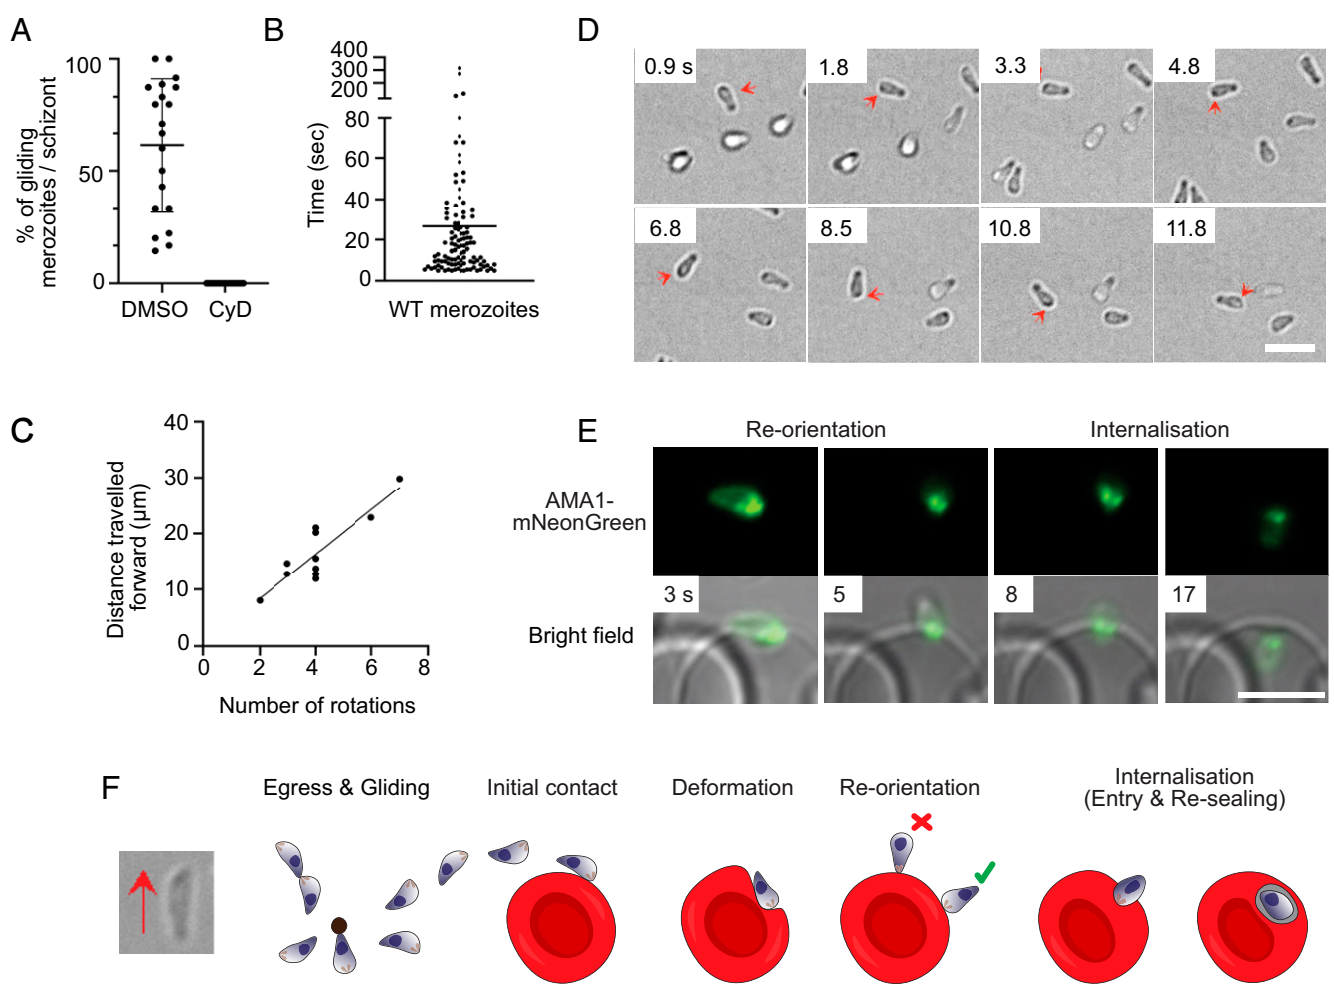 A
% of gliding
merozoites / schizont
100
50
0
DMSO
CyD
B
Time (sec)
400
300
200
80
60
40
20
0
WT merozoites
D
0.9 s
1.8
3.3
4.8
6.8
8.5
10.8
11.8
C
Distance travelled
forward (µm)
40
30
20
10
0
0
2
4
6
8
Number of rotations
E
Re-orientation
Internalisation
AMA1-
mNeonGreen
3 s
5
8
17
Bright field
F
Egress & Gliding
Initial contact
Deformation
Re-orientation
Internalisation
(Entry & Re-sealing)